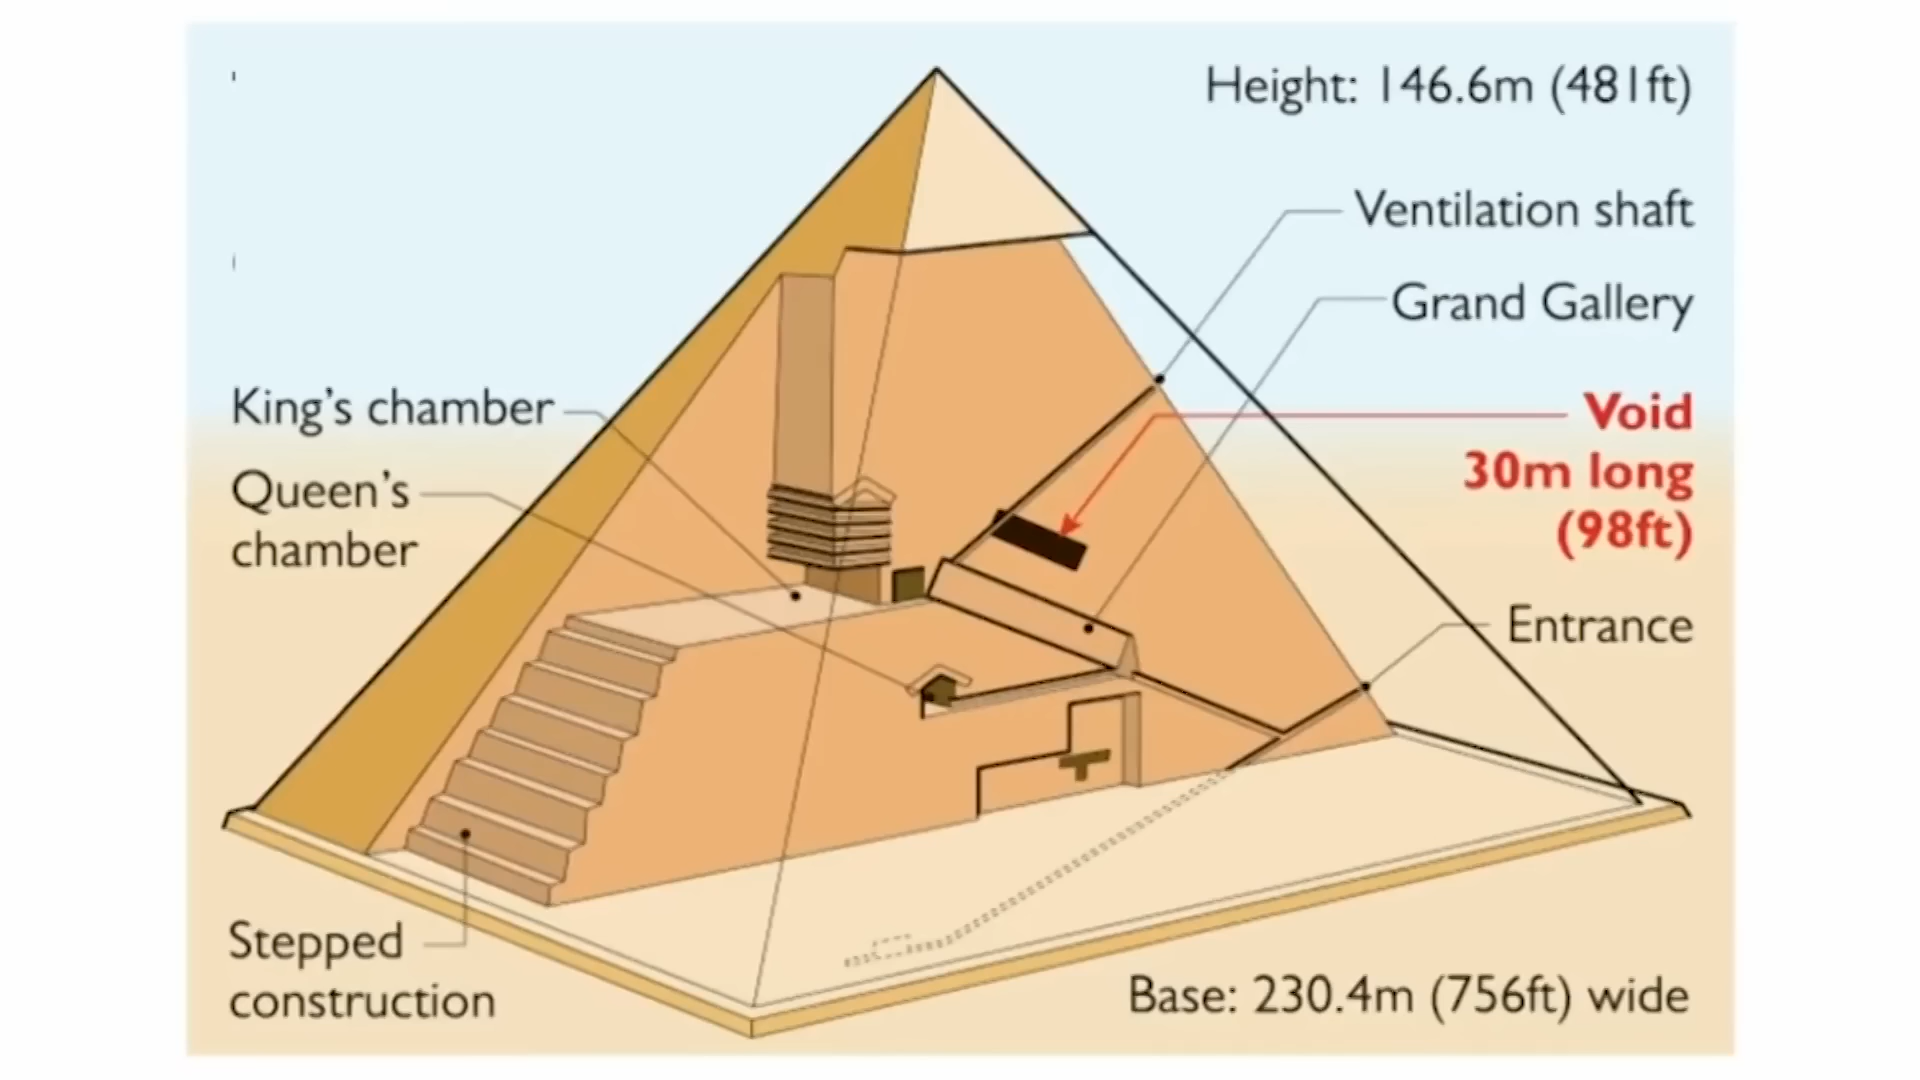 Height: 146.6m (481ft)
Ventilation shaft
Grand Gallery
King's chamber
Void
30m long
(98ft)
Queen's
chamber
Entrance
Stepped
construction
Base: 230.4m (756ft) wide